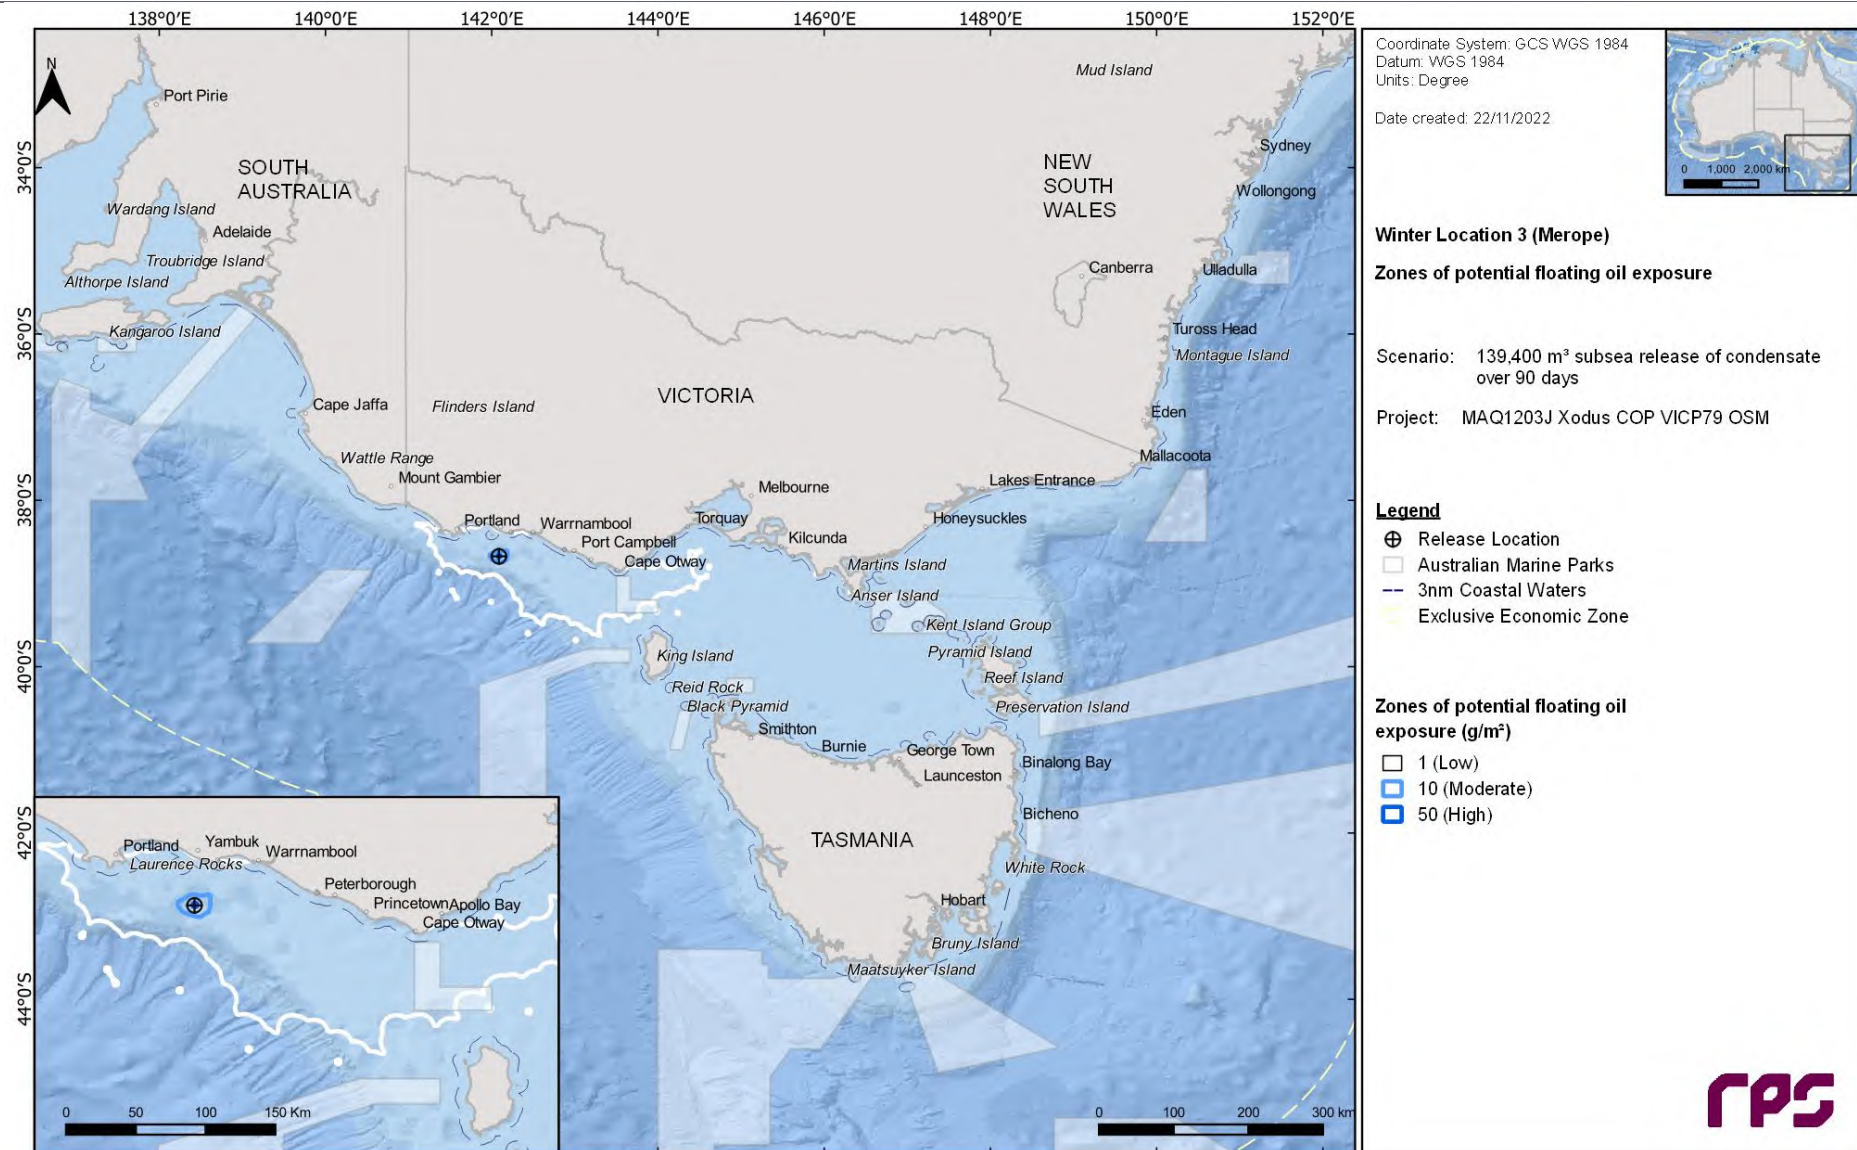 138°0'E 140°0'E 142°0'E 144°0'E 146°0'E 148°0'E 150°0'E 152°0'E
34°0'S
36°0'S
38°0'S
40°0'S
42°0'S
44°0'S
N
Mud Island
Port Pirie
Sydney
SOUTH
AUSTRALIA
NEW
SOUTH
WALES
Wollongong
Wardang Island
Adelaide
Troubridge Island
Althorpe Island
Canberra
Ulladulla
Kangaroo Island
Tuross Head
Montague Island
Cape Jaffa
Flinders Island
VICTORIA
Eden
Wattle Range
Mallacoota
Mount Gambier
Melbourne
Lakes Entrance
Portland
Warrnambool
Torquay
Honeysuckles
Port Campbell
Kilcunda
Cape Otway
Martins Island
Anser Island
Kent Island Group
King Island
Pyramid Island
Reef Island
Reid Rock
Black Pyramid
Preservation Island
Smithton
Burnie
George Town
Binalong Bay
Launceston
Bicheno
TASMANIA
White Rock
Hobart
Bruny Island
Maatsuyker Island
0 100 200 300 km
Portland
Yambuk
Warrnambool
Laurence Rocks
Peterborough
Princetown
Apollo Bay
Cape Otway
0 50 100 150 Km
Coordinate System: GCS WGS 1984
Datum: WGS 1984
Units: Degree
Date created: 22/11/2022
0 1,000 2,000 km
Winter Location 3 (Merope)
Zones of potential floating oil exposure
Scenario: 139,400 m³ subsea release of condensate
over 90 days
Project: MAQ1203J Xodus COP VICP79 OSM
Legend
Release Location
Australian Marine Parks
3nm Coastal Waters
Exclusive Economic Zone
Zones of potential floating oil
exposure (g/m²)
1 (Low)
10 (Moderate)
50 (High)
rps